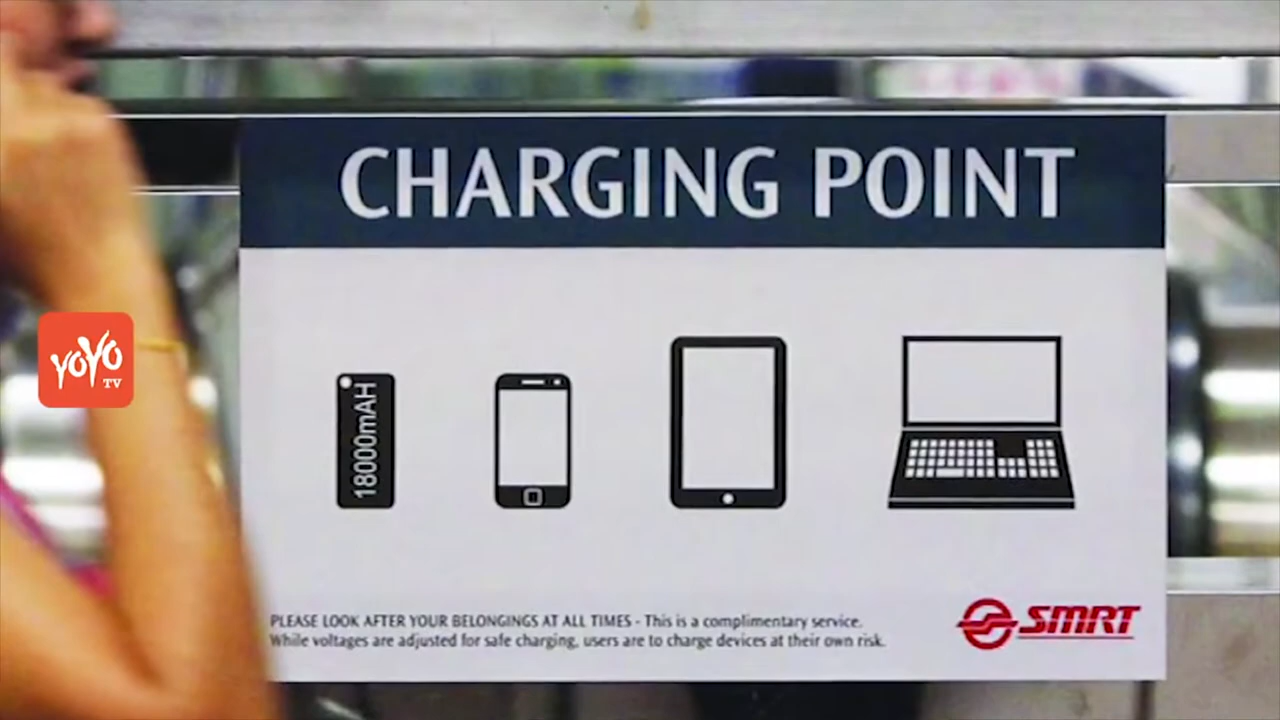 CHARGING POINT
YOYO
TV
18000mAH
PLEASE LOOK AFTER YOUR BELONGINGS AT ALL TIMES - This is a complimentary service.
While voltages are adjusted for safe charging, users are to charge devices at their own risk.
SMRT